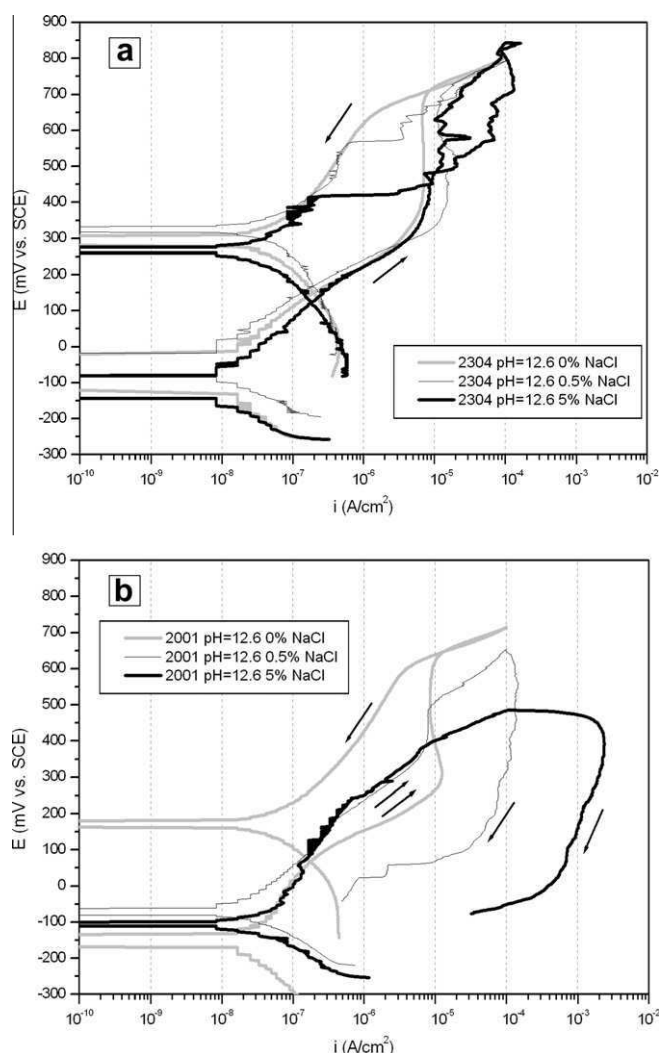 a
900
800
700
600
500
400
300
200
100
0
-100
-200
-300
E (mV vs. SCE)
2304 pH=12.6 0% NaCl
2304 pH=12.6 0.5% NaCl
2304 pH=12.6 5% NaCl
10⁻¹⁰ 10⁻⁹ 10⁻⁸ 10⁻⁷ 10⁻⁶ 10⁻⁵ 10⁻⁴ 10⁻³ 10⁻²
i (A/cm²)
b
900
800
700
600
500
400
300
200
100
0
-100
-200
-300
E (mV vs. SCE)
2001 pH=12.6 0% NaCl
2001 pH=12.6 0.5% NaCl
2001 pH=12.6 5% NaCl
10⁻¹⁰ 10⁻⁹ 10⁻⁸ 10⁻⁷ 10⁻⁶ 10⁻⁵ 10⁻⁴ 10⁻³ 10⁻²
i (A/cm²)